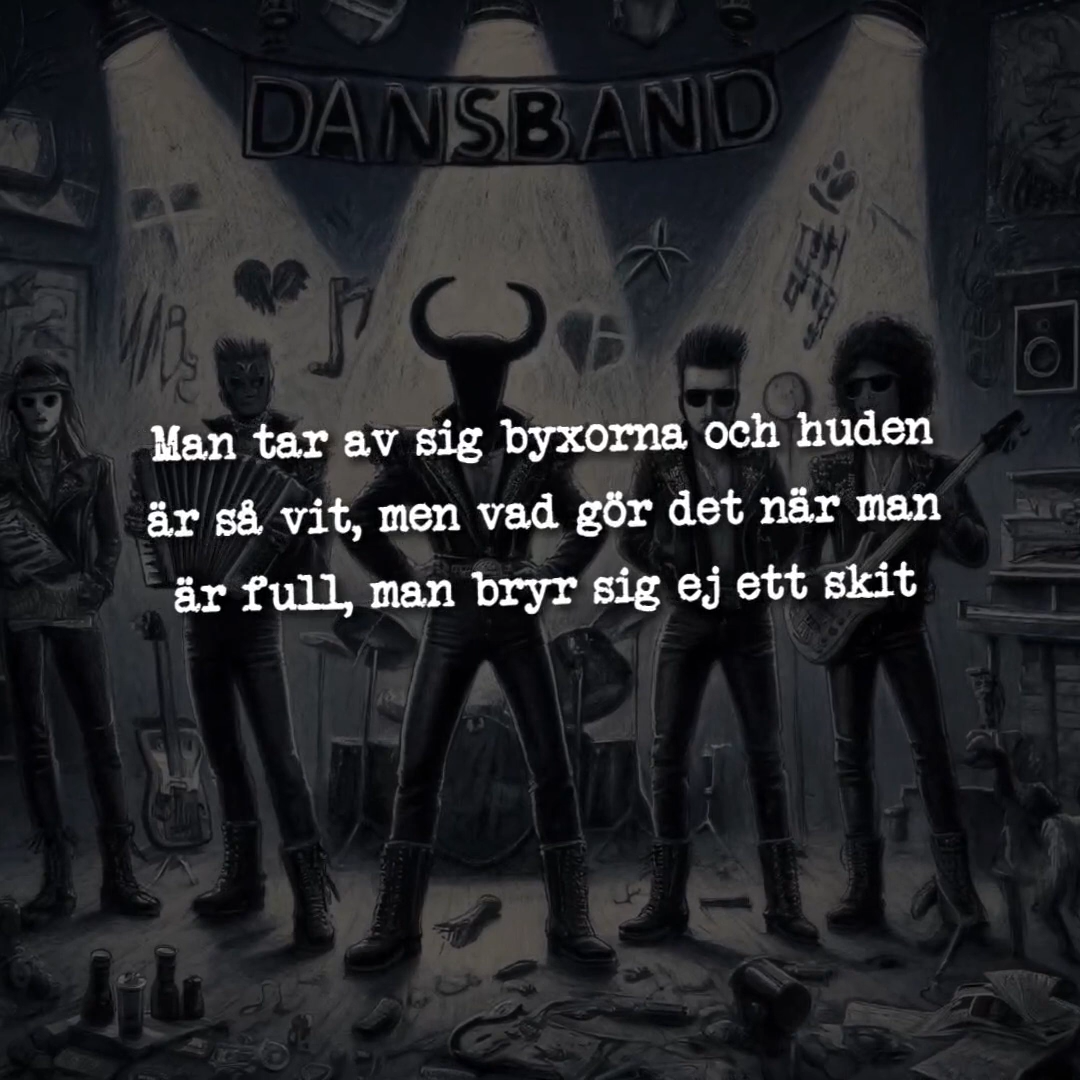 DANSBAND
Man tar av sig byxorna och huden
är så vit, men vad gör det när man
är full, man bryr sig ej ett skit